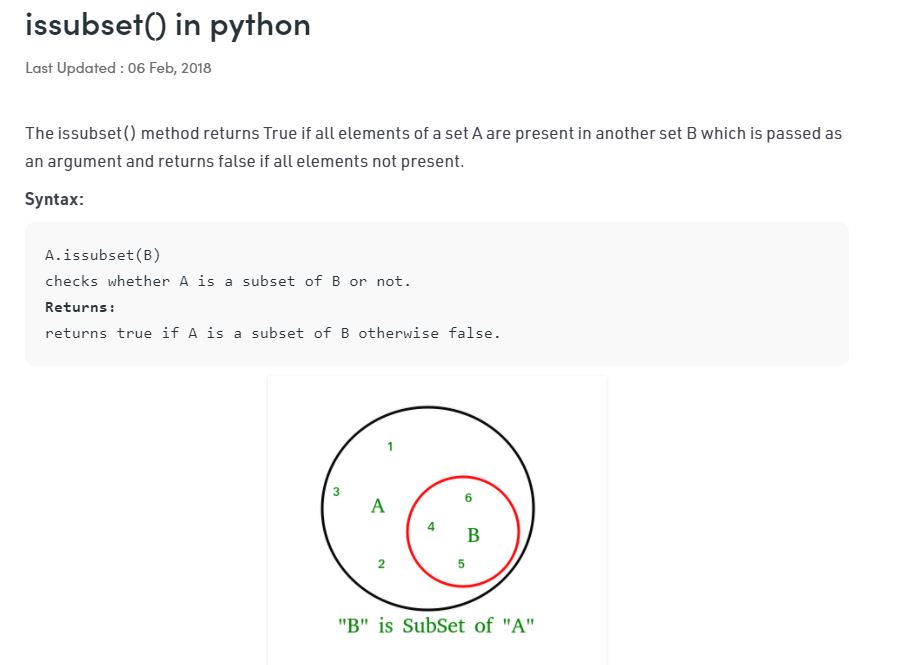 issubset() in python
Last Updated : 06 Feb, 2018
The issubset() method returns True if all elements of a set A are present in another set B which is passed as
an argument and returns false if all elements not present.
Syntax:
A.issubset(B)
checks whether A is a subset of B or not.
Returns:
returns true if A is a subset of B otherwise false.
1
3
A
6
4
B
2
5
"B" is SubSet of "A"